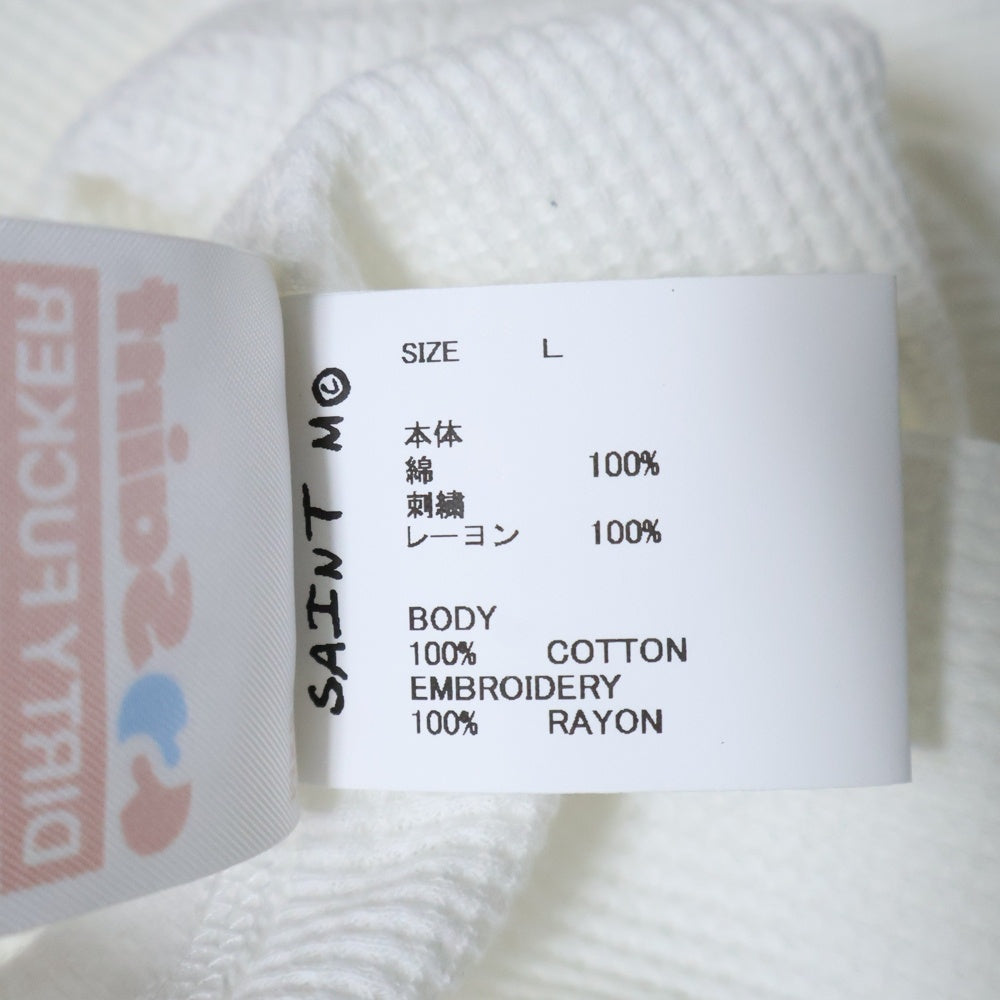 DIRTY FUCKER
Saint
SAINT M
SIZE L
本体
綿 100%
刺繍
レーヨン 100%
BODY
100% COTTON
EMBROIDERY
100% RAYON